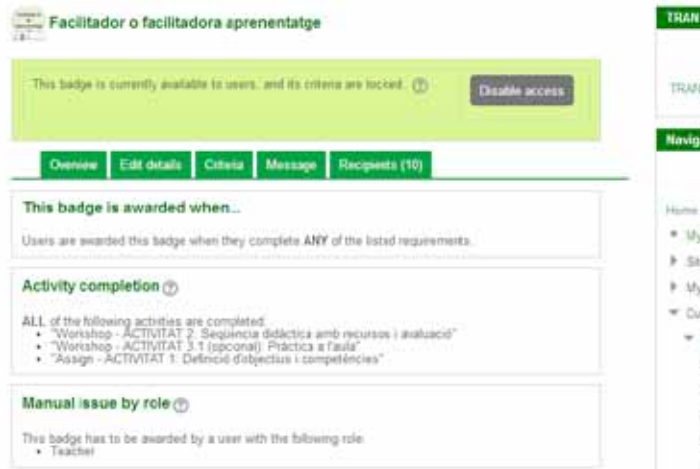 Facilitador o facilitadora aprenentatge
This badge is currently available to users, and its criteria are locked.
Disable access
Overview
Edit details
Criteria
Message
Recipients (10)
This badge is awarded when...
Users are awarded this badge when they complete ANY of the listed requirements.
Activity completion
ALL of the following activities are completed:
"Workshop - ACTIVITAT 2. Seqüència didàctica amb recursos i avaluació"
"Workshop - ACTIVITAT 3.1 (opcional). Pràctica a l'aula"
"Assign - ACTIVITAT 1. Definició d'objectius i competències"
Manual issue by role
This badge has to be awarded by a user with the following role:
Teacher
TRAN
TRAN
Navig
Home
My
Sit
My
Cu